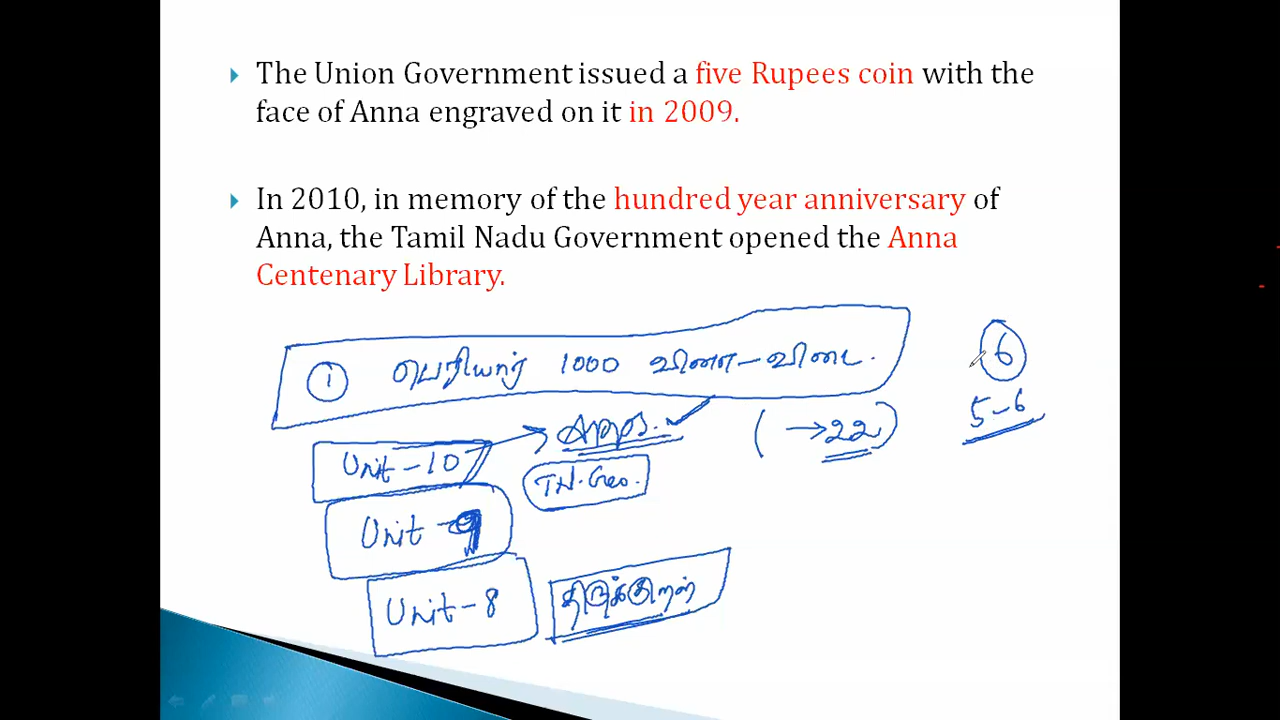 The Union Government issued a five Rupees coin with the
face of Anna engraved on it in 2009.
In 2010, in memory of the hundred year anniversary of
Anna, the Tamil Nadu Government opened the Anna
Centenary Library.
① பெரியார் 1000 வினா-விடை.
6
5-6
Apps.
(→22)
Unit-10
TN.Geo.
Unit-9
Unit-8 திருக்குறள்